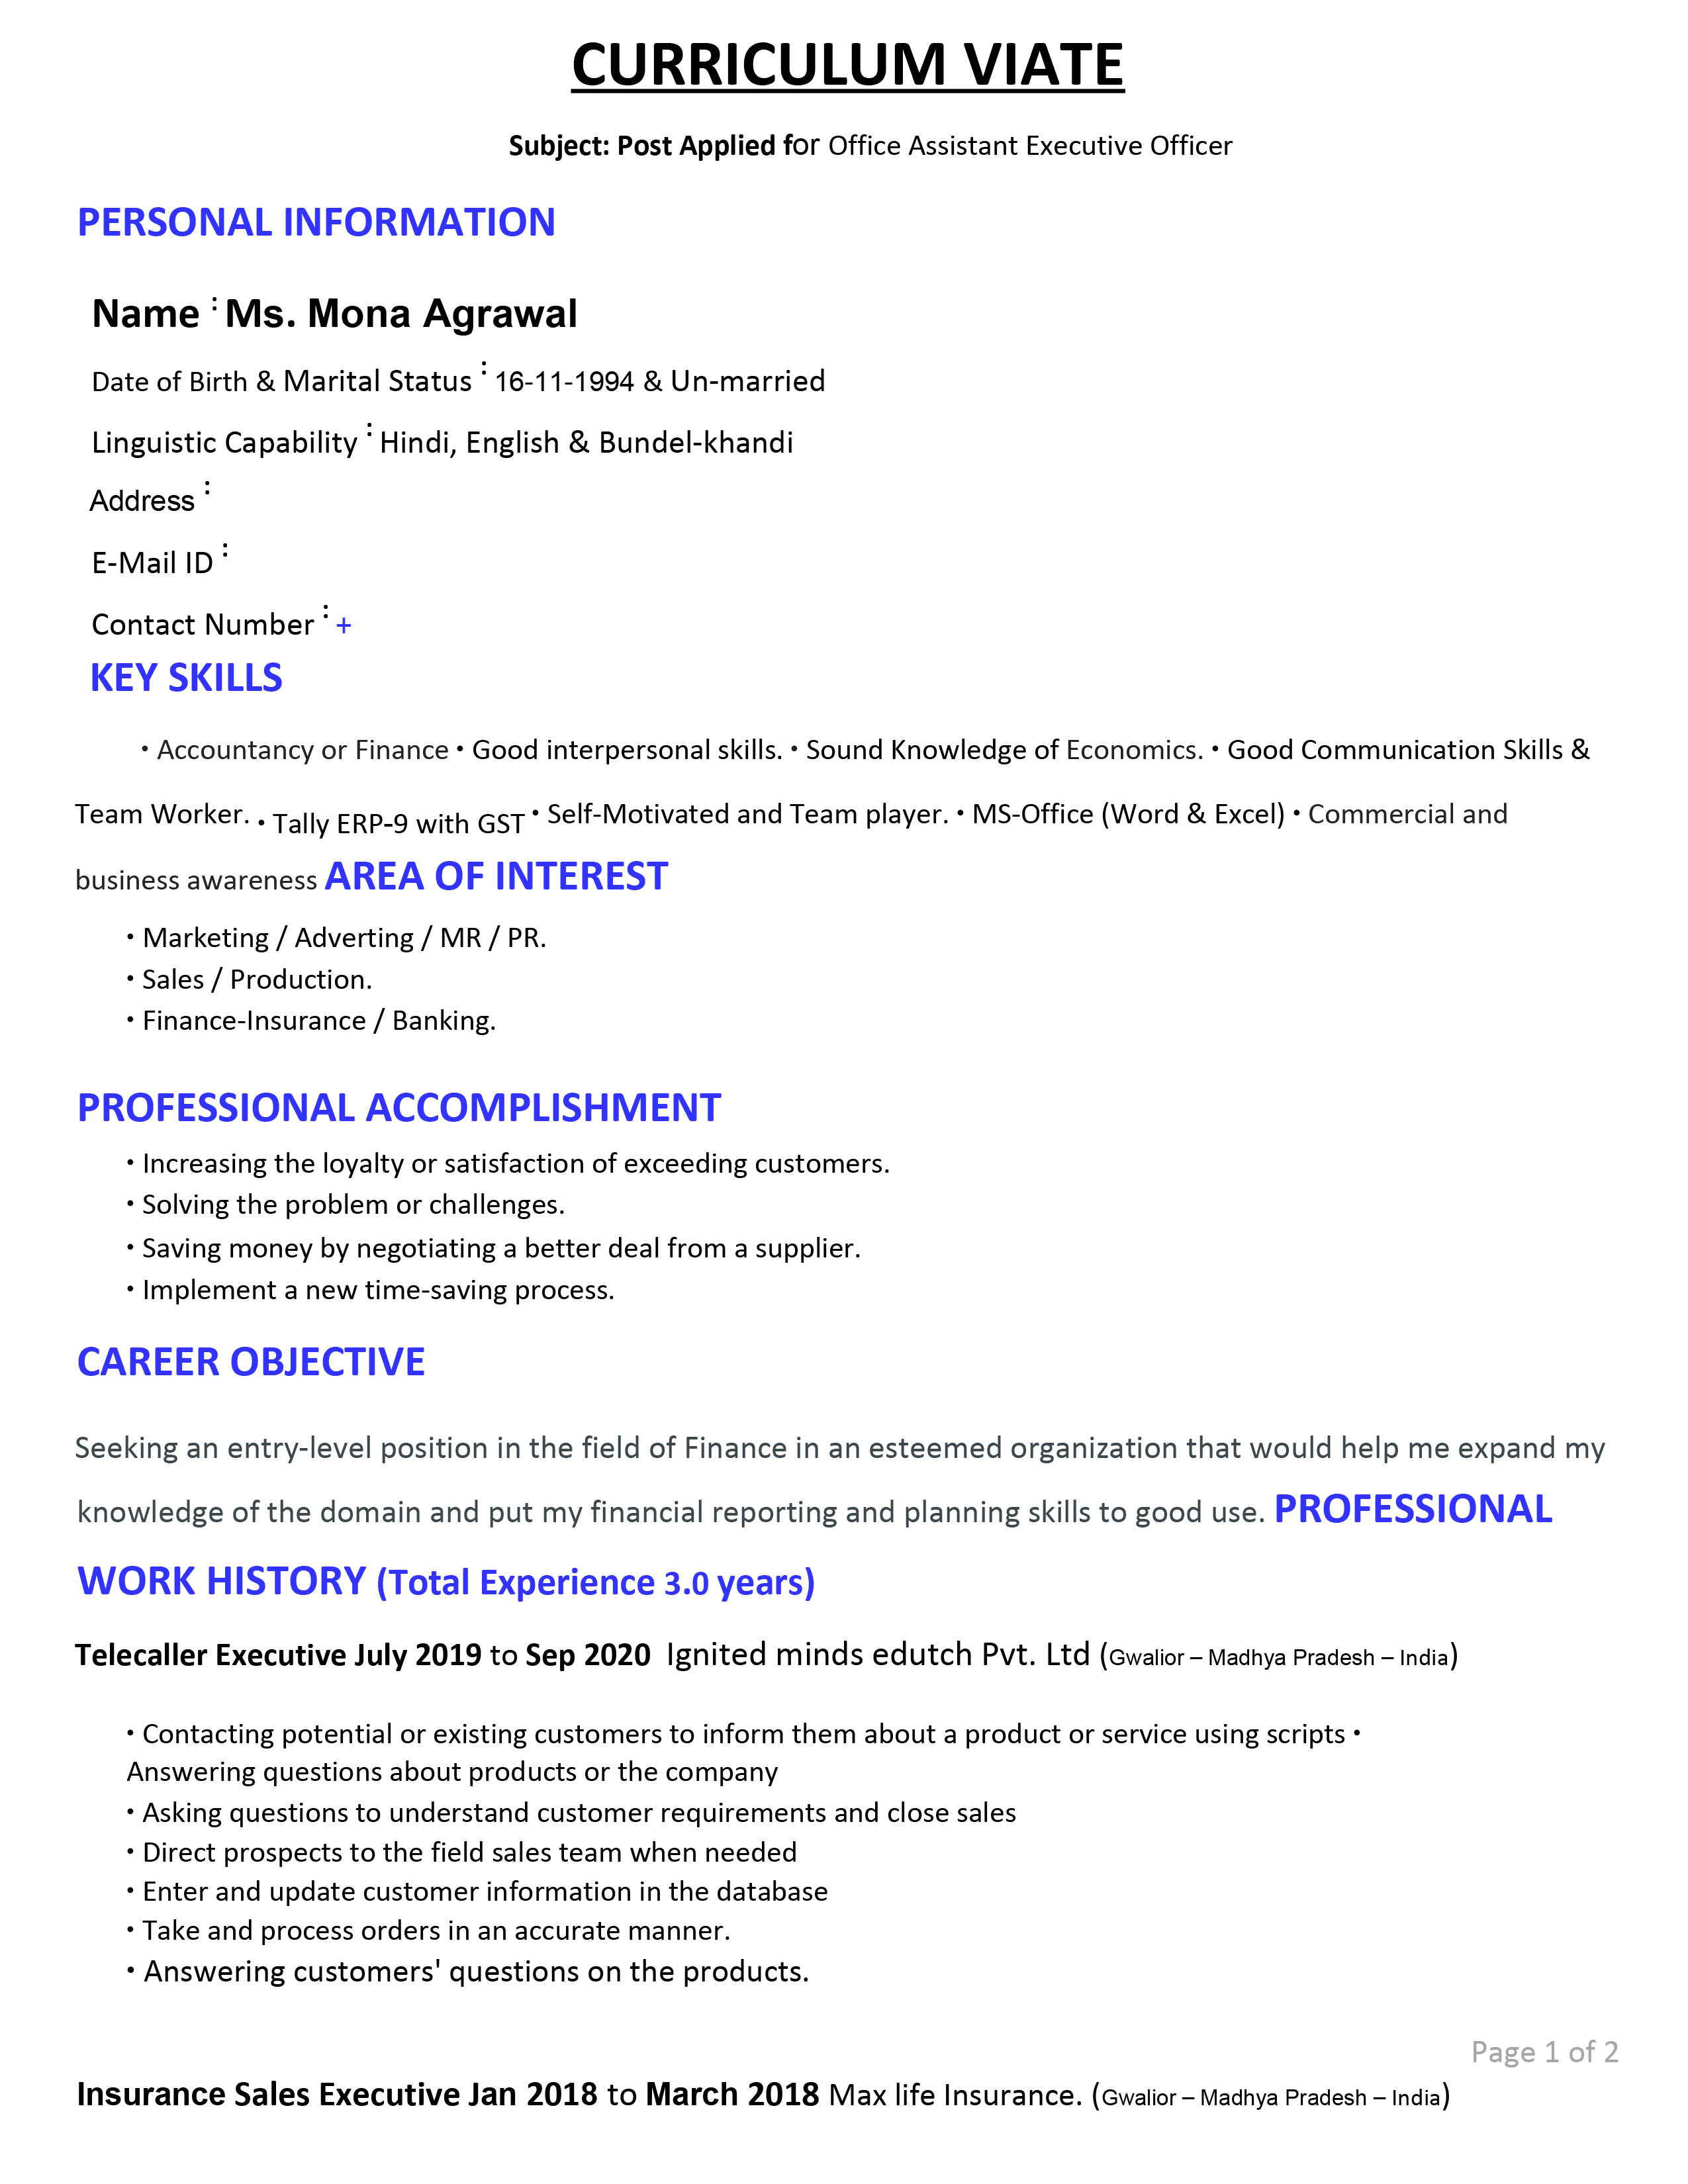 CURRICULUM VIATE
Subject: Post Applied for Office Assistant Executive Officer
PERSONAL INFORMATION
Name : Ms. Mona Agrawal
Date of Birth & Marital Status : 16-11-1994 & Un-married
Linguistic Capability : Hindi, English & Bundel-khandi
Address :
E-Mail ID :
Contact Number : +
KEY SKILLS
· Accountancy or Finance · Good interpersonal skills. · Sound Knowledge of Economics. · Good Communication Skills &
Team Worker. · Tally ERP-9 with GST · Self-Motivated and Team player. · MS-Office (Word & Excel) · Commercial and
business awareness AREA OF INTEREST
· Marketing / Adverting / MR / PR.
· Sales / Production.
· Finance-Insurance / Banking.
PROFESSIONAL ACCOMPLISHMENT
· Increasing the loyalty or satisfaction of exceeding customers.
· Solving the problem or challenges.
· Saving money by negotiating a better deal from a supplier.
· Implement a new time-saving process.
CAREER OBJECTIVE
Seeking an entry-level position in the field of Finance in an esteemed organization that would help me expand my
knowledge of the domain and put my financial reporting and planning skills to good use. PROFESSIONAL
WORK HISTORY (Total Experience 3.0 years)
Telecaller Executive July 2019 to Sep 2020 Ignited minds edutch Pvt. Ltd (Gwalior – Madhya Pradesh – India)
· Contacting potential or existing customers to inform them about a product or service using scripts ·
Answering questions about products or the company
· Asking questions to understand customer requirements and close sales
· Direct prospects to the field sales team when needed
· Enter and update customer information in the database
· Take and process orders in an accurate manner.
· Answering customers' questions on the products.
Page 1 of 2
Insurance Sales Executive Jan 2018 to March 2018 Max life Insurance. (Gwalior – Madhya Pradesh – India)